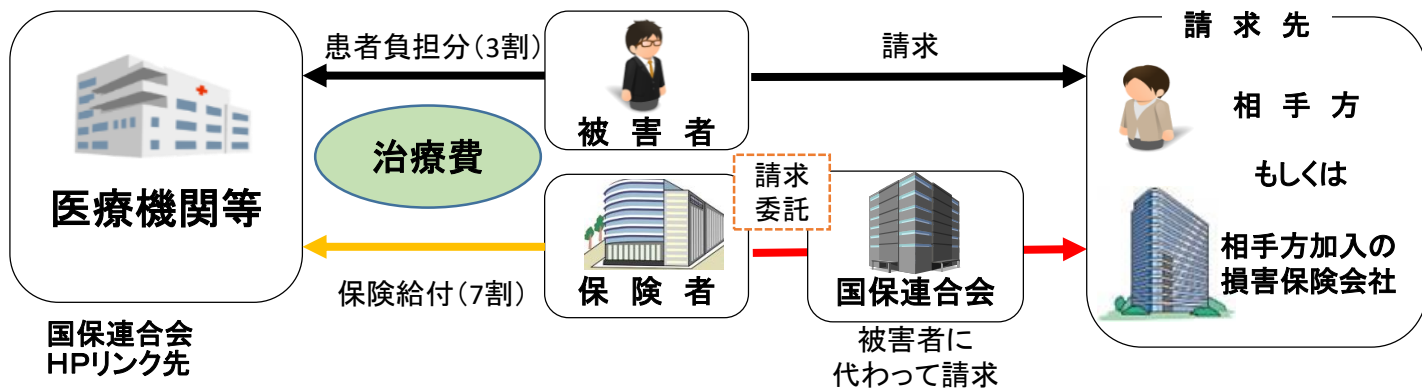 患者負担分(3割)
請求
請 求 先
被 害 者
相 手 方
治療費
もしくは
医療機関等
請求
委託
相手方加入の
損害保険会社
保険給付(7割)
保 険 者
国保連合会
国保連合会
HPリンク先
被害者に
代わって請求